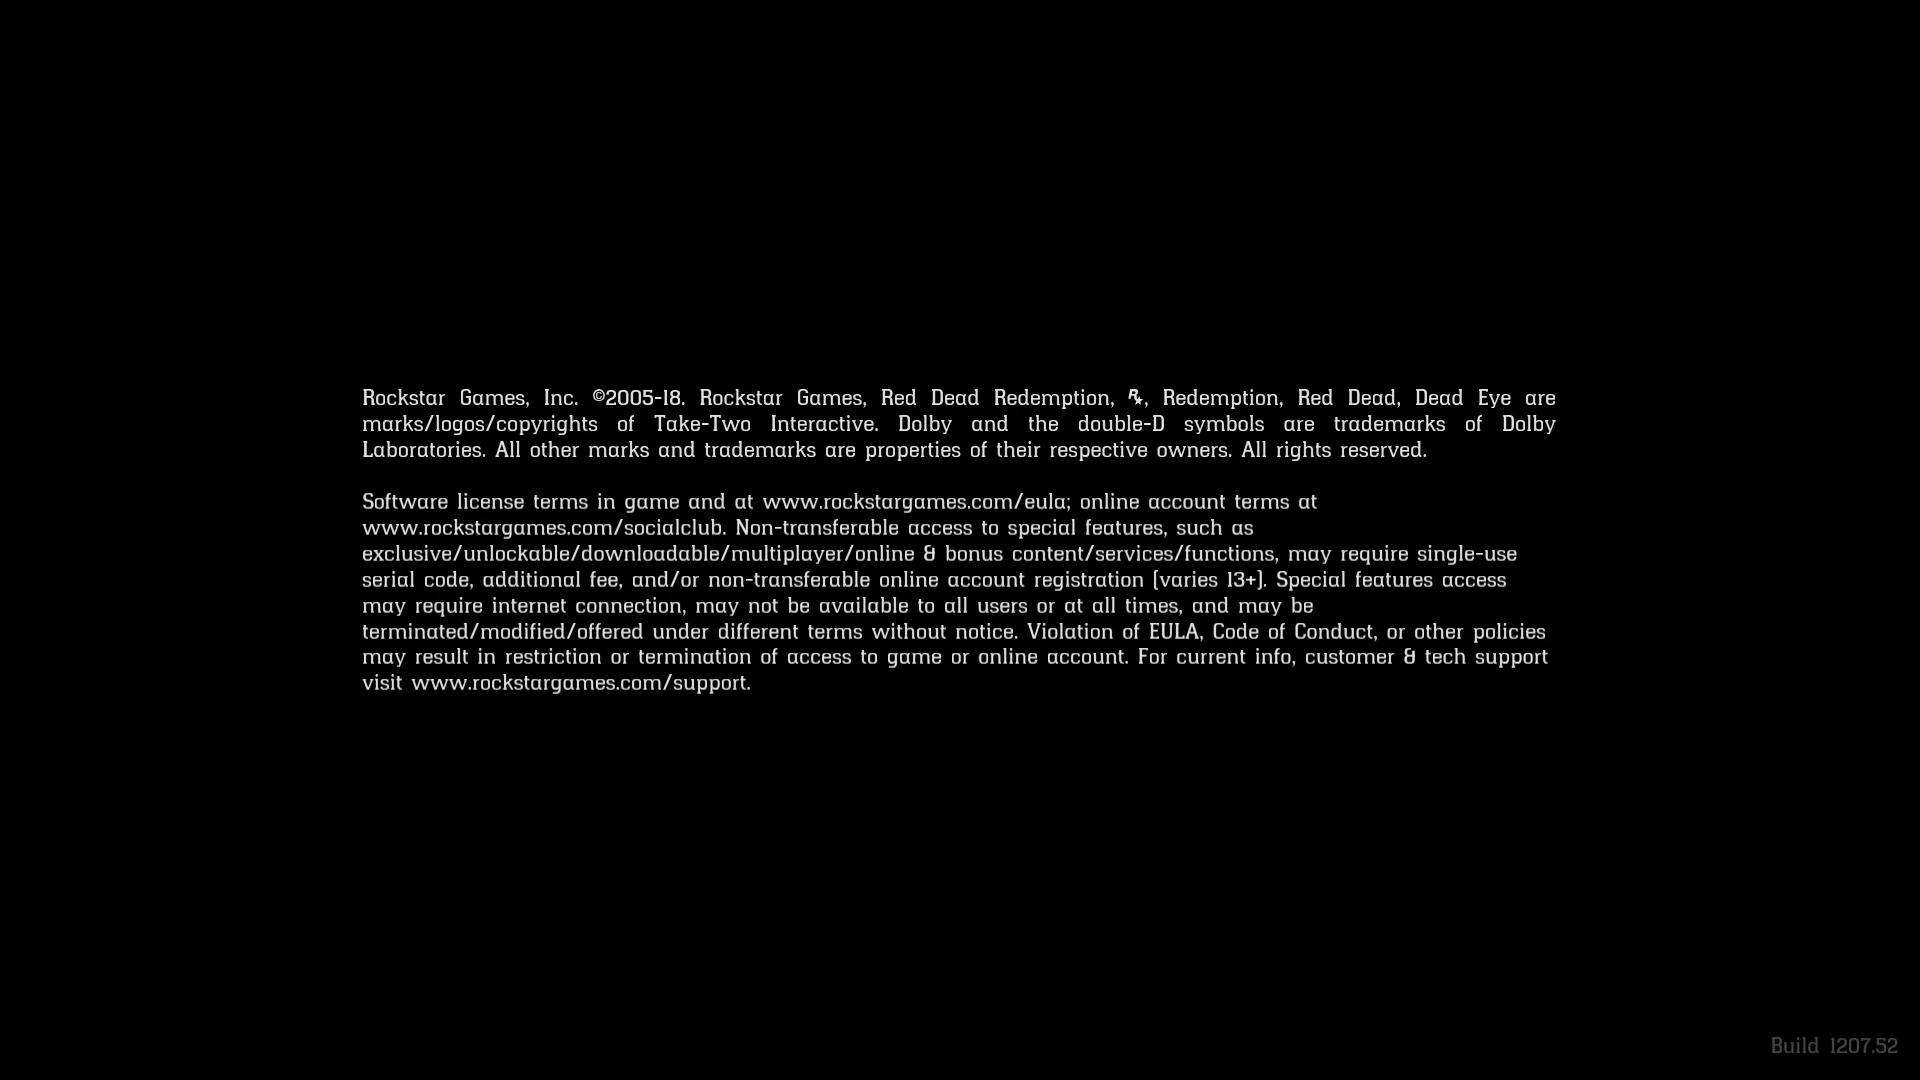 Rockstar Games, Inc. ©2005-18. Rockstar Games, Red Dead Redemption, R★, Redemption, Red Dead, Dead Eye are
marks/logos/copyrights of Take-Two Interactive. Dolby and the double-D symbols are trademarks of Dolby
Laboratories. All other marks and trademarks are properties of their respective owners. All rights reserved.
Software license terms in game and at www.rockstargames.com/eula; online account terms at
www.rockstargames.com/socialclub. Non-transferable access to special features, such as
exclusive/unlockable/downloadable/multiplayer/online & bonus content/services/functions, may require single-use
serial code, additional fee, and/or non-transferable online account registration (varies 13+). Special features access
may require internet connection, may not be available to all users or at all times, and may be
terminated/modified/offered under different terms without notice. Violation of EULA, Code of Conduct, or other policies
may result in restriction or termination of access to game or online account. For current info, customer & tech support
visit www.rockstargames.com/support.
Build 1207.52